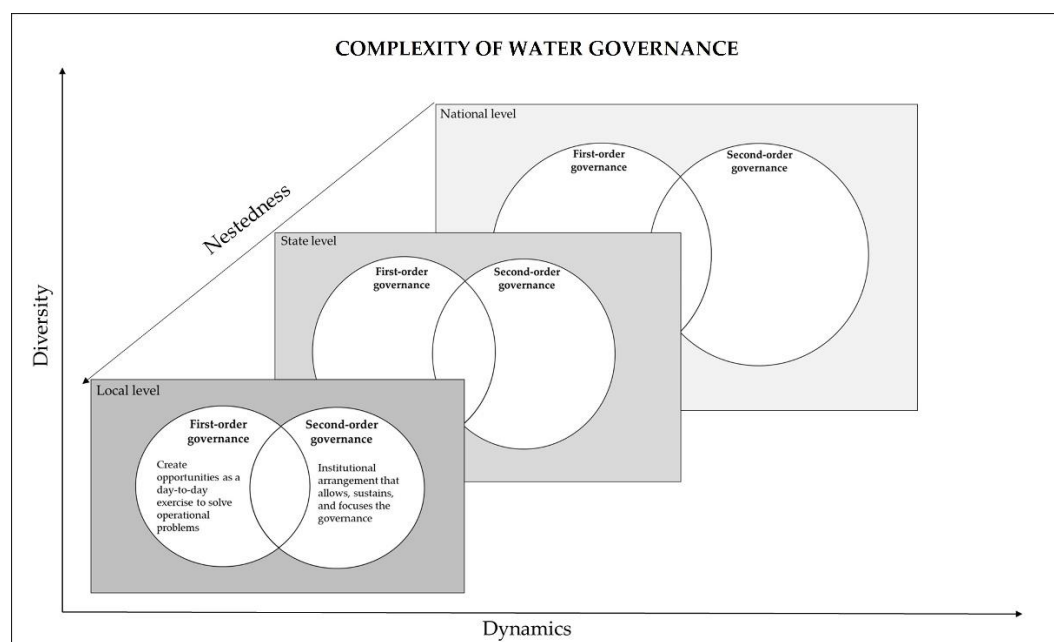 COMPLEXITY OF WATER GOVERNANCE
National level
First-order
governance
Second-order
governance
Nestedness
State level
First-order
governance
Second-order
governance
Diversity
Local level
First-order
governance
Create
opportunities as a
day-to-day
exercise to solve
operational
problems
Second-order
governance
Institutional
arrangement that
allows, sustains,
and focuses the
governance
Dynamics